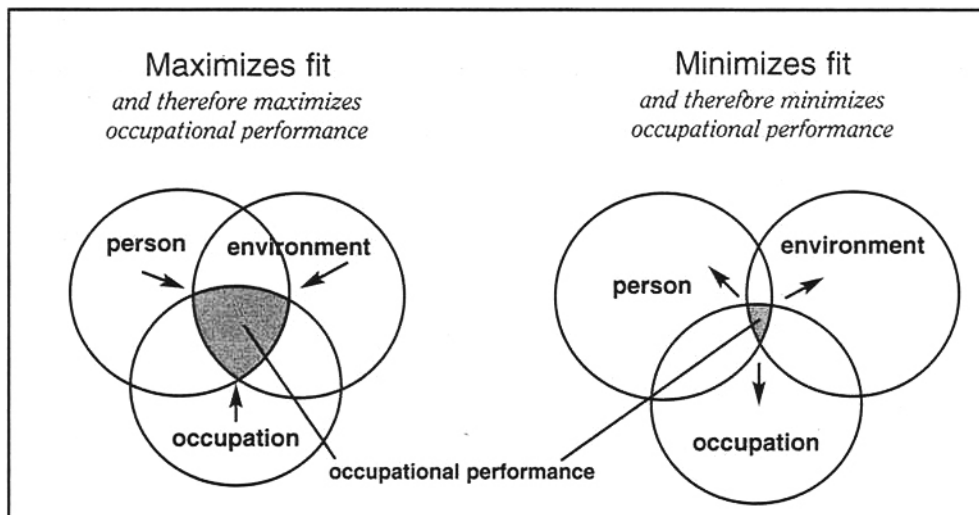 Maximizes fit
and therefore maximizes
occupational performance
Minimizes fit
and therefore minimizes
occupational performance
person
environment
occupation
person
environment
occupation
occupational performance